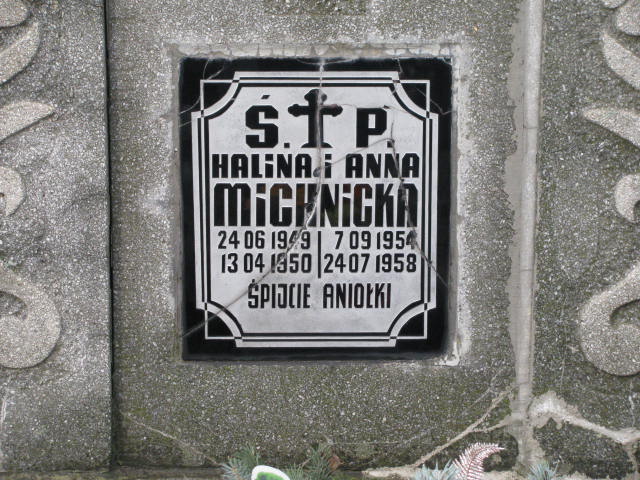 Ś. P
HALINA i ANNA
MICHNICKA
24 06 1949 7 09 1954
13 04 1950 24 07 1958
ŚPIJCIE ANIOŁKI